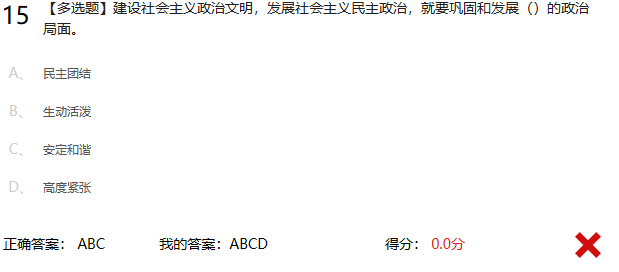 15 【多选题】建设社会主义政治文明，发展社会主义民主政治，就要巩固和发展（）的政治
局面。
A、 民主团结
B、 生动活泼
C、 安定和谐
D、 高度紧张
正确答案： ABC 我的答案：ABCD 得分： 0.0分